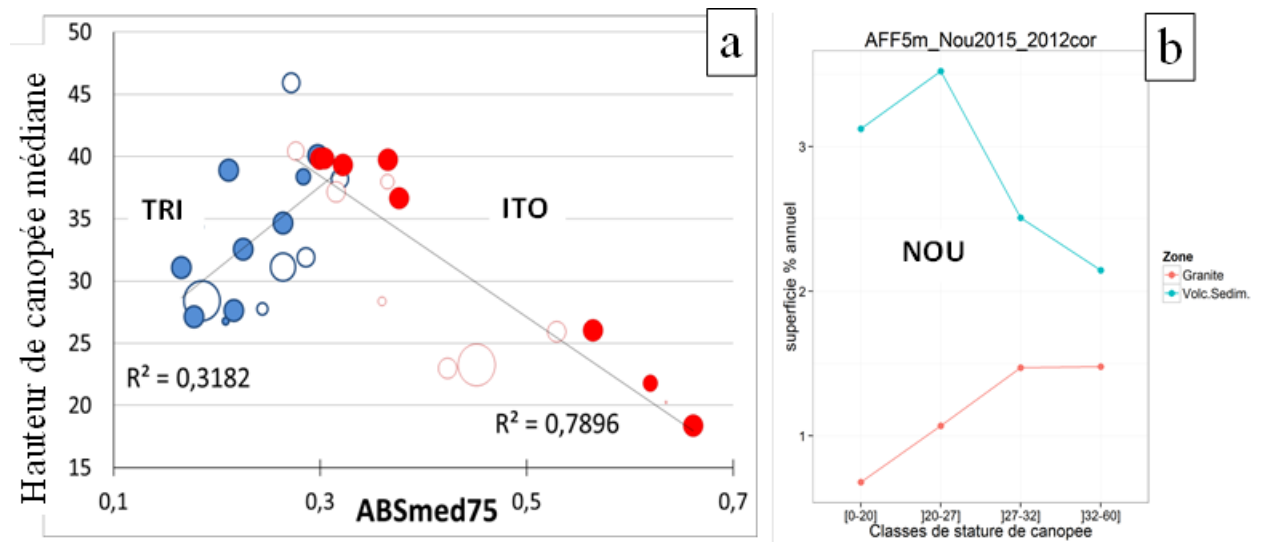 a
Hauteur de canopée médiane
50
45
40
35
30
25
20
15
TRI
ITO
R² = 0,3182
R² = 0,7896
0,1
0,3
0,5
0,7
ABSmed75
b
AFF5m_Nou2015_2012cor
superficie % annuel
3
2
1
NOU
[0-20]
]20-27]
]27-32]
]32-60]
Classes de stature de canopee
Zone
Granite
Volc.Sedim.